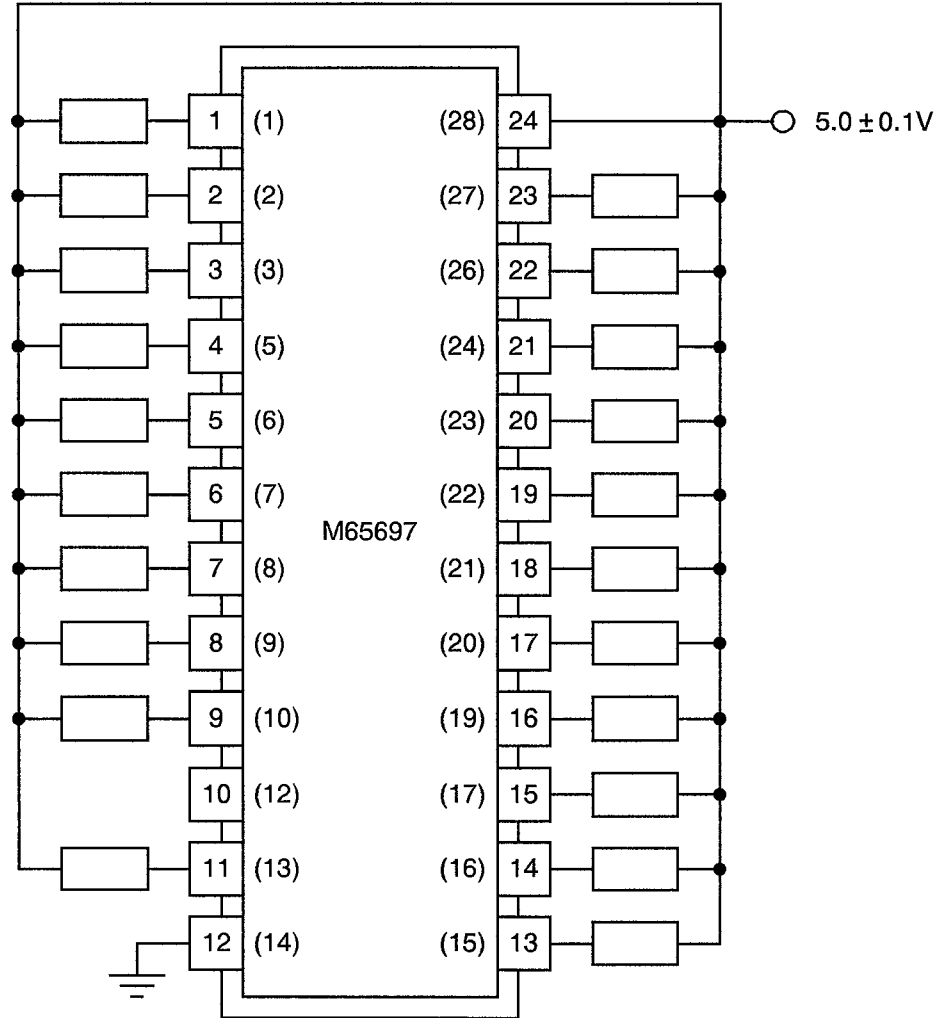 1 (1) (28) 24 5.0 ± 0.1V
2 (2) (27) 23
3 (3) (26) 22
4 (5) (24) 21
5 (6) (23) 20
6 (7) (22) 19
M65697
7 (8) (21) 18
8 (9) (20) 17
9 (10) (19) 16
10 (12) (17) 15
11 (13) (16) 14
12 (14) (15) 13